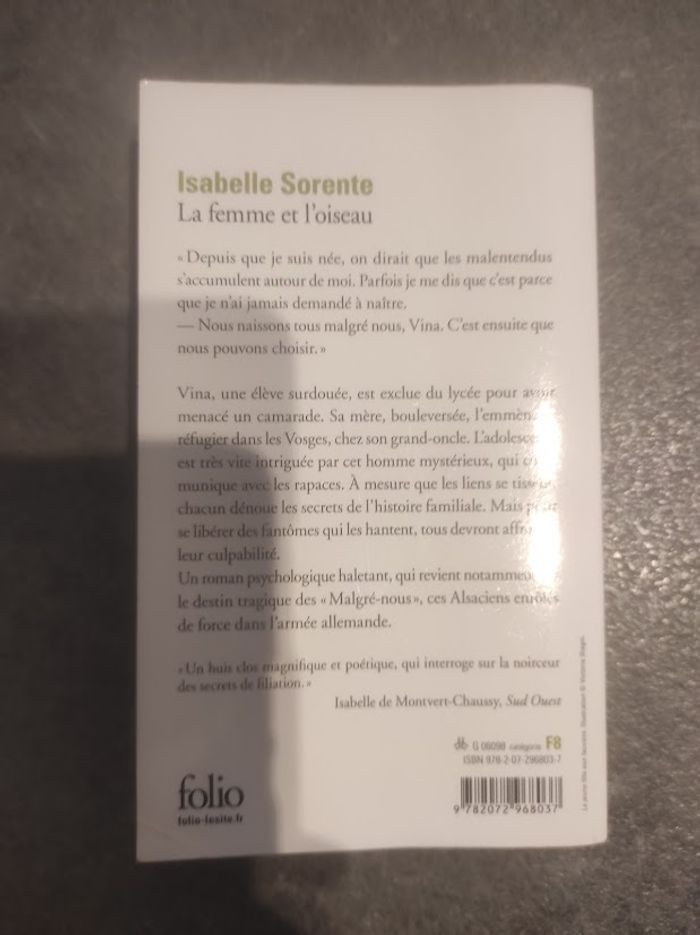 Isabelle Sorente
La femme et l'oiseau
« Depuis que je suis née, on dirait que les malentendus
s'accumulent autour de moi. Parfois je me dis que c'est parce
que je n'ai jamais demandé à naître.
— Nous naissons tous malgré nous, Vina. C'est ensuite que
nous pouvons choisir. »
Vina, une élève surdouée, est exclue du lycée pour avoir
menacé un camarade. Sa mère, bouleversée, l'emmène
réfugier dans les Vosges, chez son grand-oncle. L'adolesce
est très vite intriguée par cet homme mystérieux, qui
munique avec les rapaces. À mesure que les liens se tissent,
chacun dénoue les secrets de l'histoire familiale. Mais pour
se libérer des fantômes qui les hantent, tous devront
leur culpabilité.
Un roman psychologique haletant, qui revient
le destin tragique des « Malgré-nous », ces Alsaciens enrôlés
de force dans l'armée allemande.
« Un huis clos magnifique et poétique, qui interroge sur la noirceur
des secrets de filiation. »
Isabelle de Montvert-Chaussy, Sud Ouest
G 06098 catégorie F8
ISBN 978-2-07-296803-7
folio
folio-lesite.fr
9 782072 968037